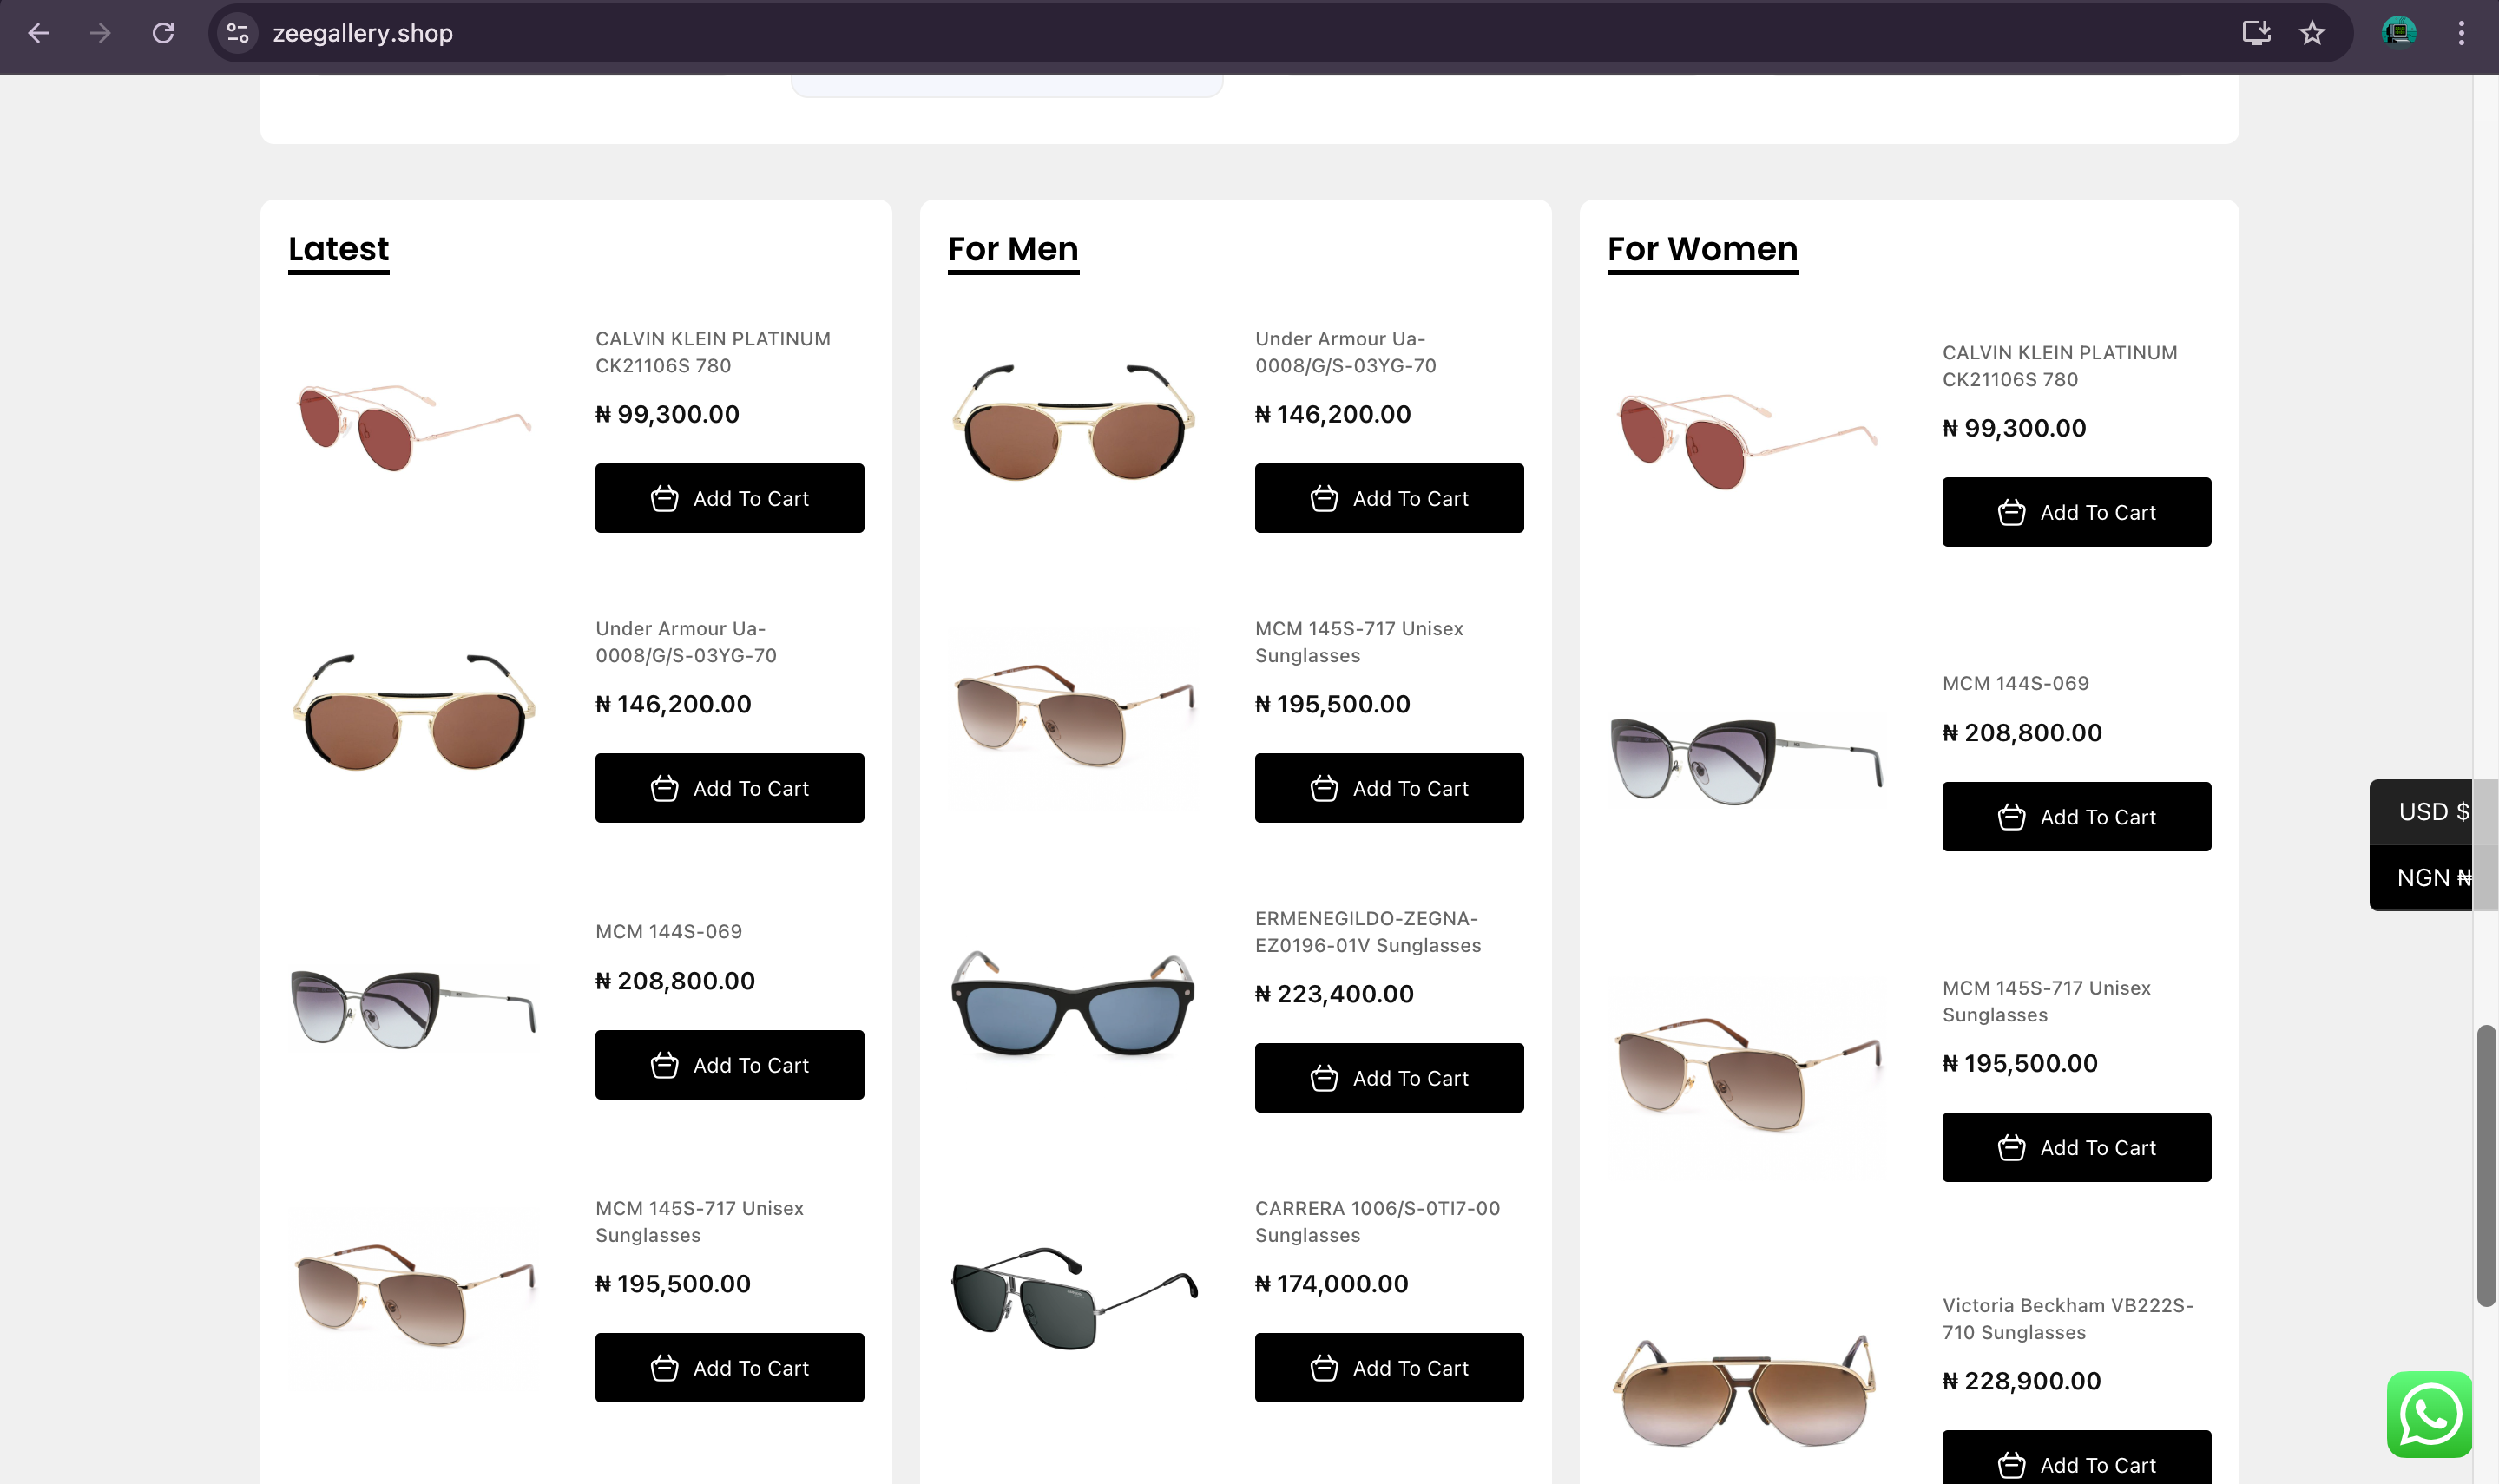 zeegallery.shop
Latest
CALVIN KLEIN PLATINUM
CK21106S 780
₦ 99,300.00
Add To Cart
Under Armour Ua-
0008/G/S-03YG-70
₦ 146,200.00
Add To Cart
MCM 144S-069
₦ 208,800.00
Add To Cart
MCM 145S-717 Unisex
Sunglasses
₦ 195,500.00
Add To Cart
For Men
Under Armour Ua-
0008/G/S-03YG-70
₦ 146,200.00
Add To Cart
MCM 145S-717 Unisex
Sunglasses
₦ 195,500.00
Add To Cart
ERMENEGILDO-ZEGNA-
EZ0196-01V Sunglasses
₦ 223,400.00
Add To Cart
CARRERA 1006/S-0TI7-00
Sunglasses
₦ 174,000.00
Add To Cart
For Women
CALVIN KLEIN PLATINUM
CK21106S 780
₦ 99,300.00
Add To Cart
MCM 144S-069
₦ 208,800.00
Add To Cart
MCM 145S-717 Unisex
Sunglasses
₦ 195,500.00
Add To Cart
Victoria Beckham VB222S-
710 Sunglasses
₦ 228,900.00
Add To Cart
USD $
NGN ₦